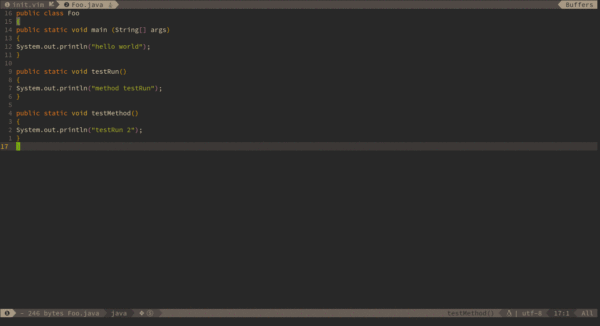 init.vim Foo.java Buffers
16 public class Foo
15 {
14 public static void main (String[] args)
13 {
12 System.out.println("hello world");
11 }
10
9 public static void testRun()
8 {
7 System.out.println("method testRun");
6 }
5
4 public static void testMethod()
3 {
2 System.out.println("testRun 2");
1 }
17
- 246 bytes Foo.java java testMethod() | utf-8 17:1 All